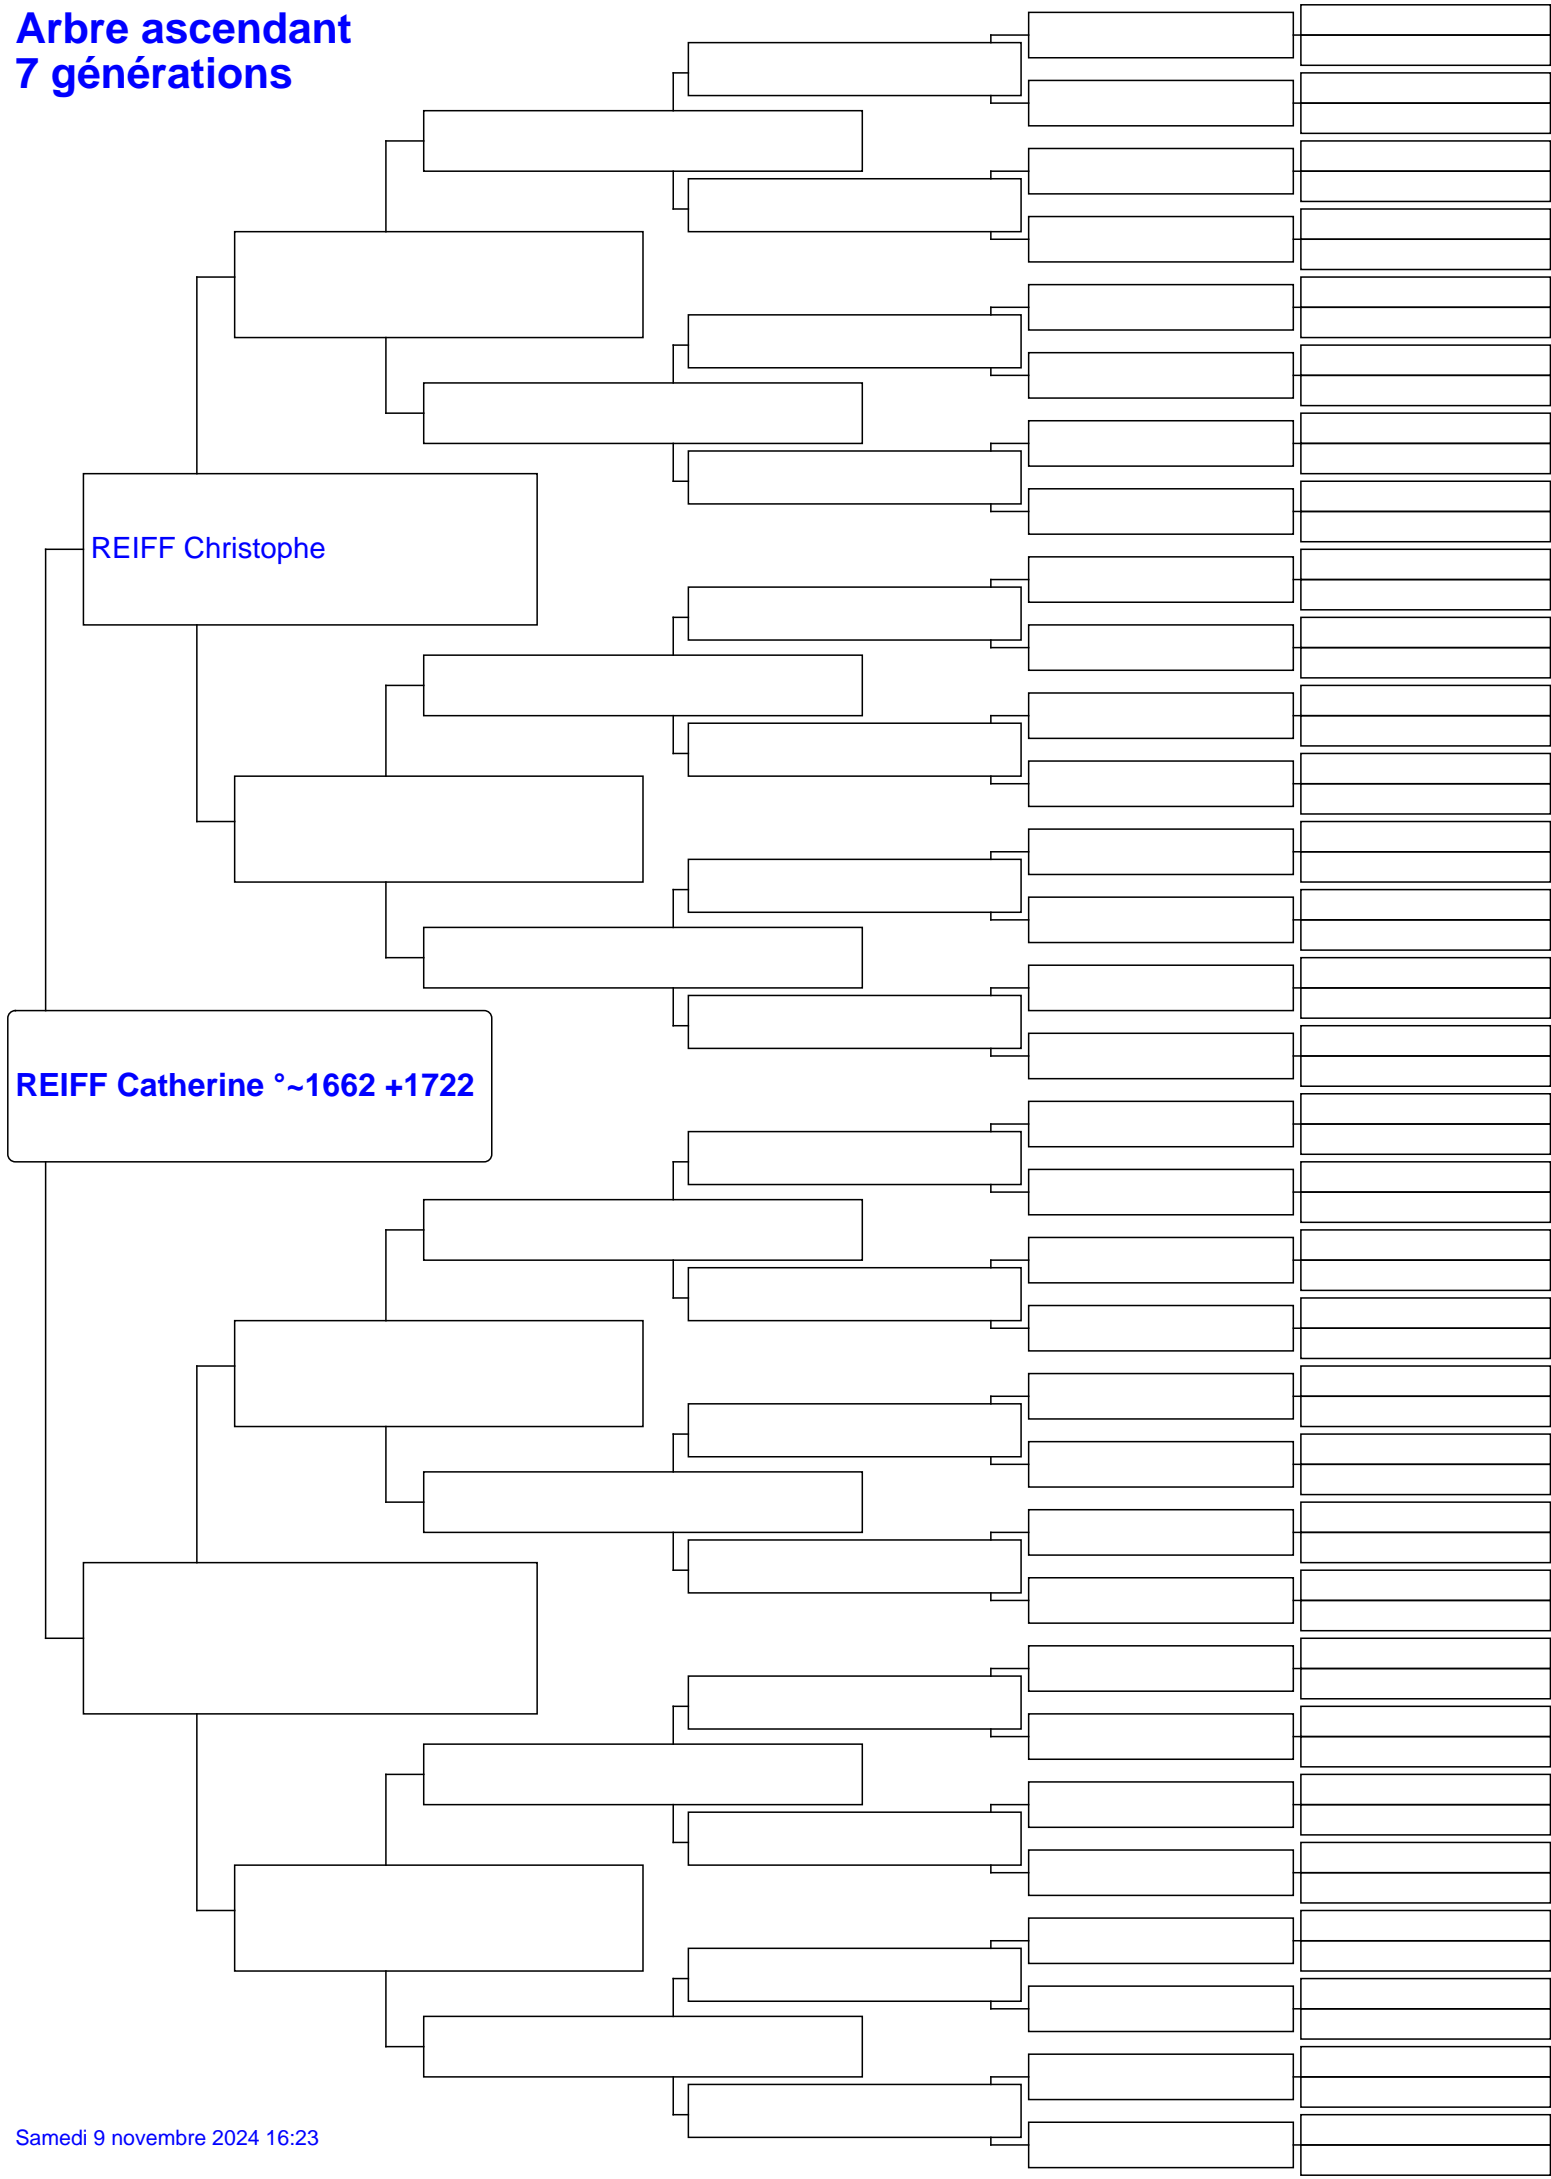 Arbre ascendant
7 générations
REIFF Christophe
REIFF Catherine °~1662 +1722
Samedi 9 novembre 2024 16:23